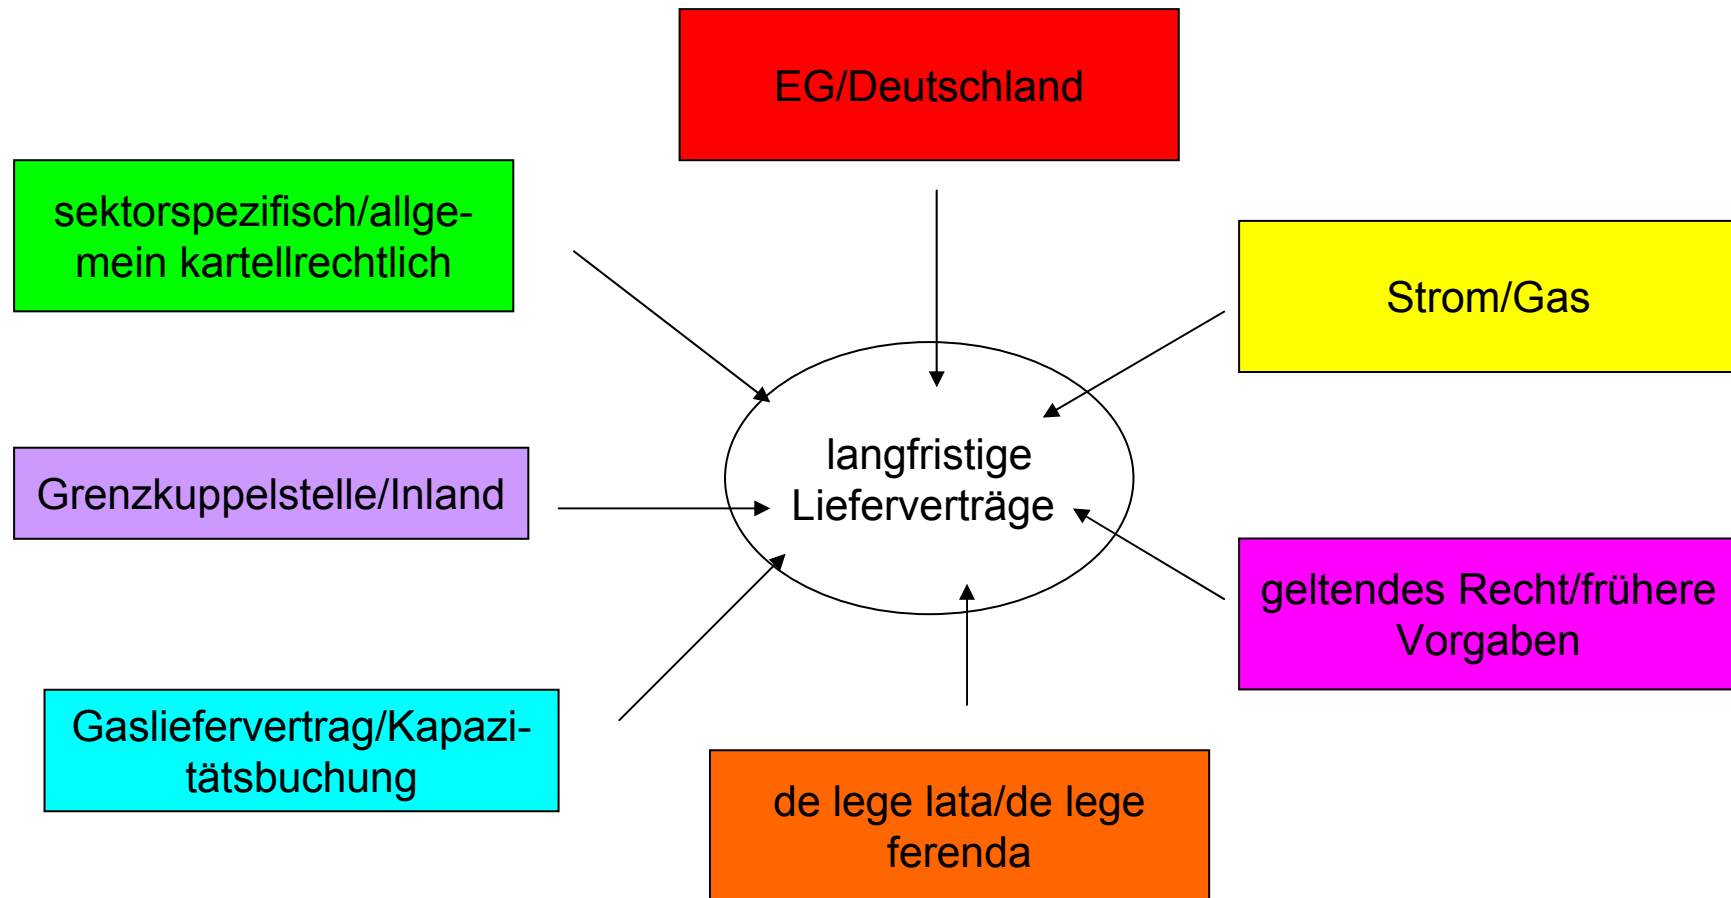 EG/Deutschland
sektorspezifisch/allge-
mein kartellrechtlich
Strom/Gas
langfristige
Lieferverträge
Grenzkuppelstelle/Inland
geltendes Recht/frühere
Vorgaben
Gasliefervertrag/Kapazi-
tätsbuchung
de lege lata/de lege
ferenda